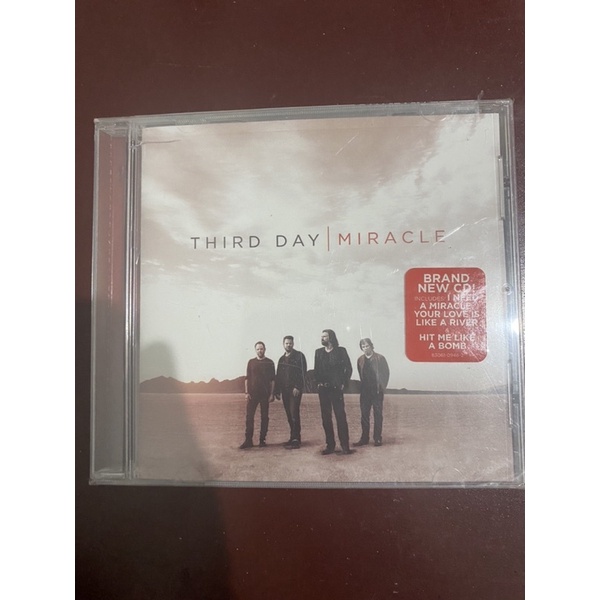 THIRD DAY | MIRACLE
BRAND
NEW CD!
INCLUDES: I NEED
A MIRACLE,
YOUR LOVE IS
LIKE A RIVER
&
HIT ME LIKE
A BOMB